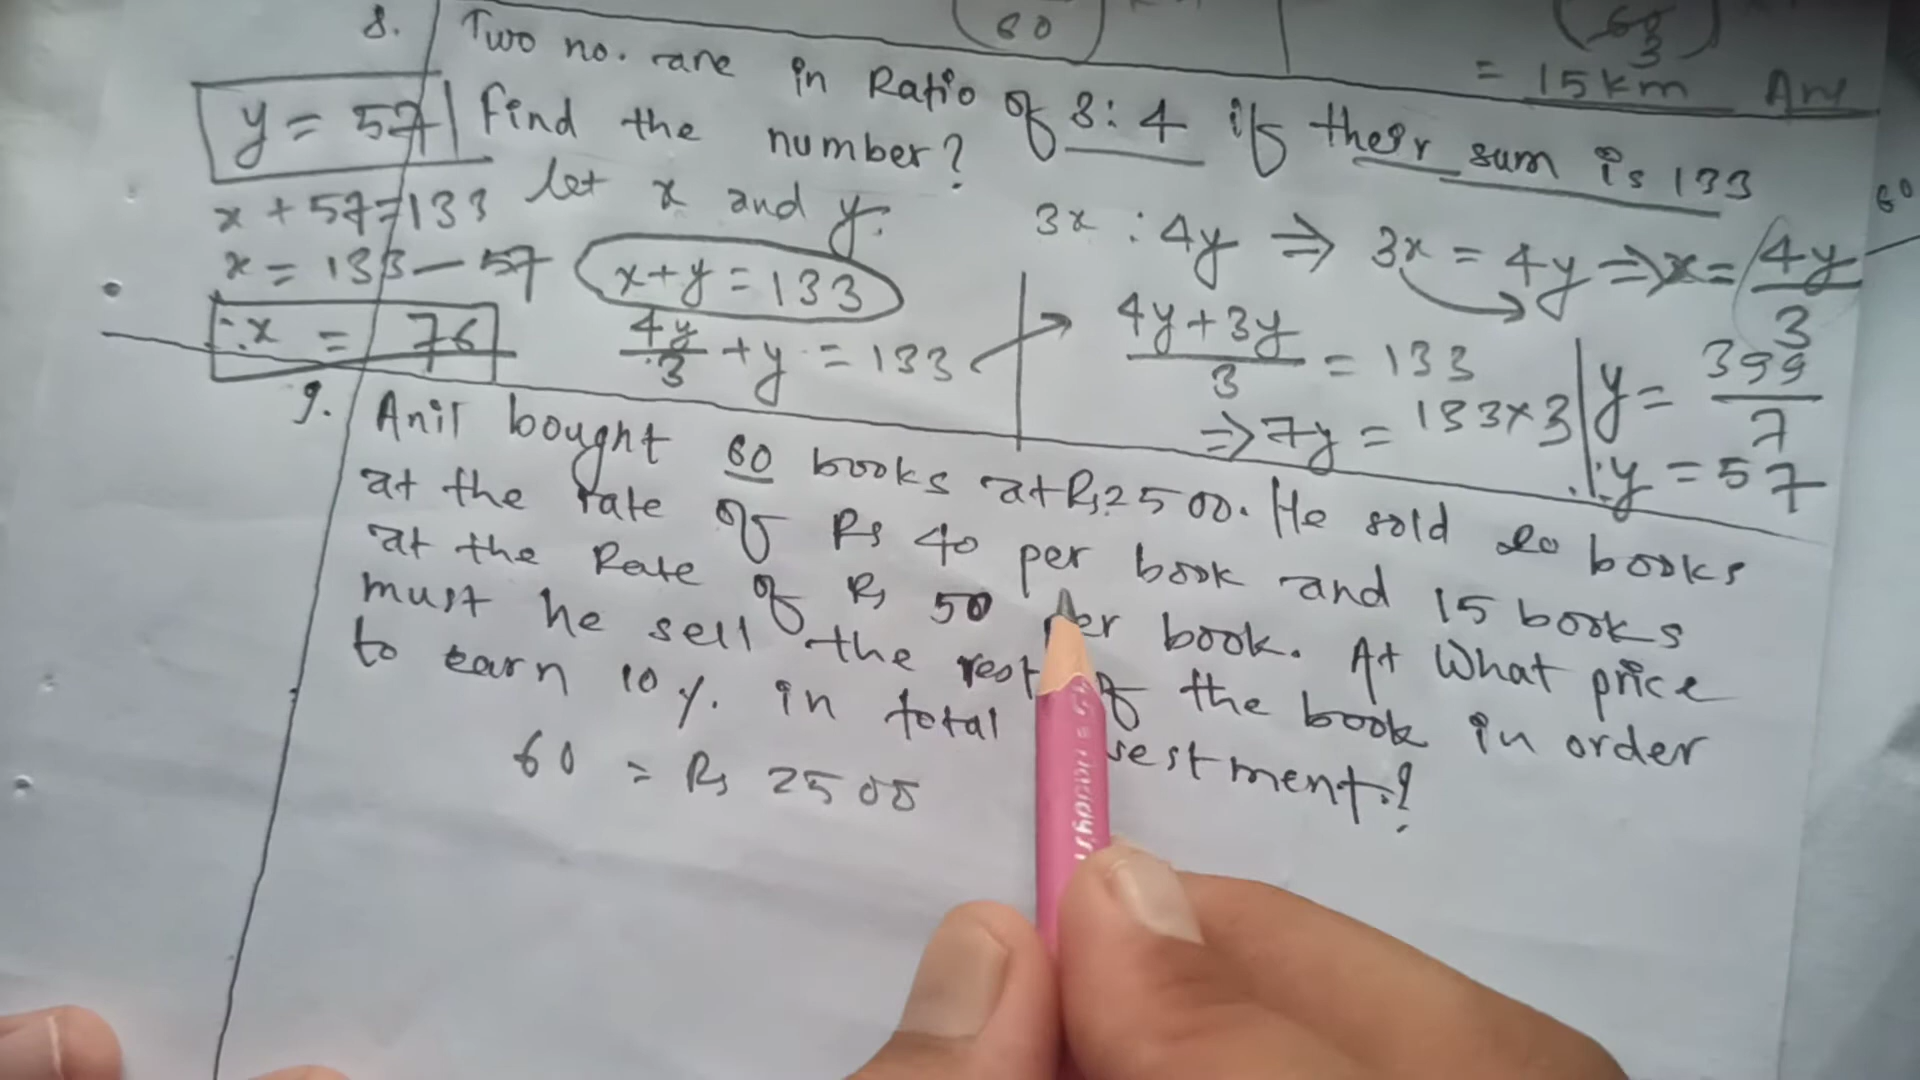 60
63
3
= 15km Ans
8. Two no. are in Ratio of 3:4 if their sum is 133
y = 57 find the number?
60
x + 57 = 133 let x and y.
3x : 4y ⇒ 3x = 4y ⇒ x = 4y/3
x = 133 - 57
x + y = 133
∴ x = 76
4y/3 + y = 133
(4y + 3y)/3 = 133
⇒ 7y = 133 × 3
y = 399/7
∴ y = 57
9. Anil bought 60 books at Rs 2500. He sold 20 books
at the rate of Rs 40 per book and 15 books
at the Rate of Rs 50 per book. At What price
must he sell the rest of the book in order
to earn 10%. in total
60 = Rs 2500